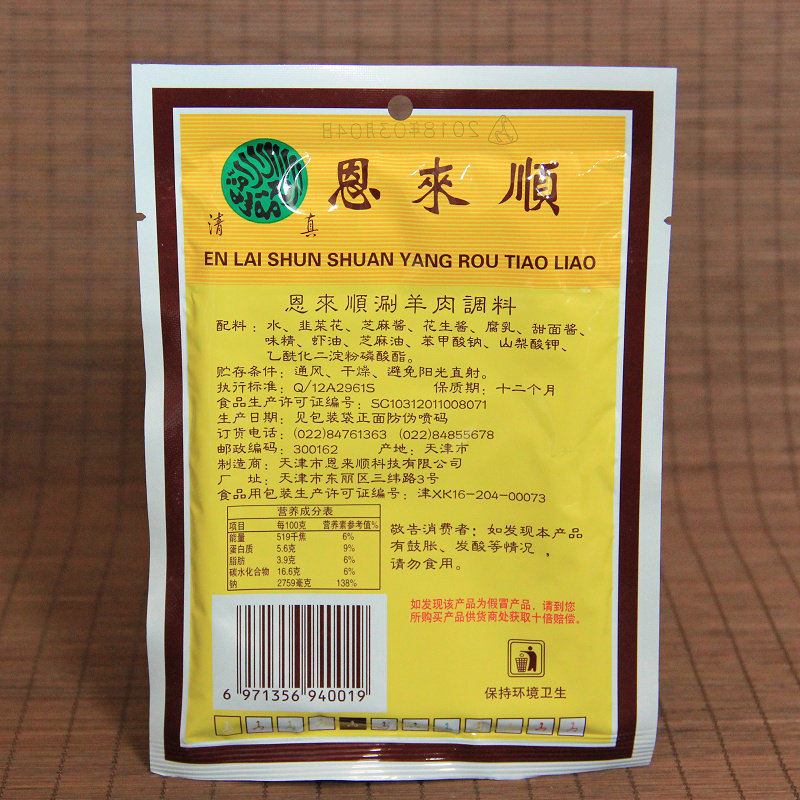 2018年03月04日
恩來順
清 真
EN LAI SHUN SHUAN YANG ROU TIAO LIAO
恩來順涮羊肉調料
配料：水、韭菜花、芝麻酱、花生酱、腐乳、甜面酱、
味精、虾油、芝麻油、苯甲酸钠、山梨酸钾、
乙酰化二淀粉磷酸酯。
贮存条件：通风、干燥、避免阳光直射。
执行标准：Q/12A2961S 保质期：十二个月
食品生产许可证编号：SC10312011008071
生产日期：见包装袋正面防伪喷码
订货电话：(022)84761363 (022)84855678
邮政编码：300162 产地：天津市
制造商：天津市恩来顺科技有限公司
厂 址：天津市东丽区三纬路3号
食品用包装生产许可证编号：津XK16-204-00073
营养成分表
项目 每100克 营养素参考值%
能量 519千焦 6%
蛋白质 5.6克 9%
脂肪 3.9克 6%
碳水化合物 16.6克 6%
钠 2759毫克 138%
敬告消费者：如发现本产品
有鼓胀、发酸等情况，
请勿食用。
如发现该产品为假冒产品，请到您
所购买产品供货商处获取十倍赔偿。
6 971356 940019
保持环境卫生